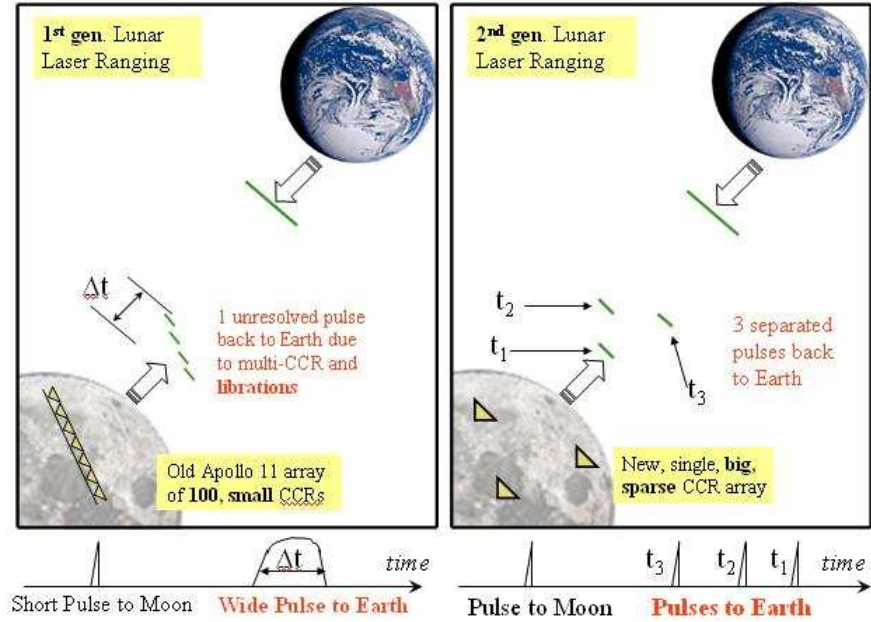 1st gen. Lunar
Laser Ranging
Δt
1 unresolved pulse
back to Earth due
to multi-CCR and
librations
Old Apollo 11 array
of 100, small CCRs
Δt
time
Short Pulse to Moon
Wide Pulse to Earth
2nd gen. Lunar
Laser Ranging
t2
t1
t3
3 separated
pulses back
to Earth
New, single, big,
sparse CCR array
t3 t2 t1 time
Pulse to Moon
Pulses to Earth